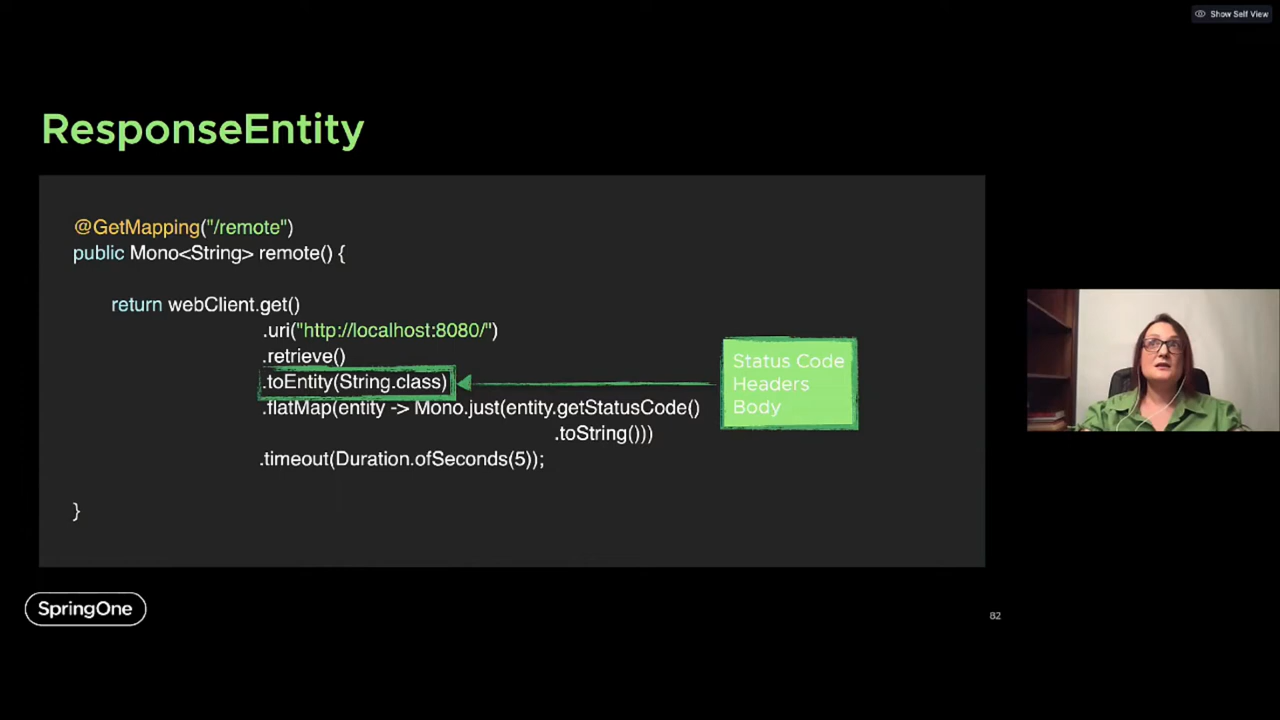 Show Self View
ResponseEntity
@GetMapping("/remote")
public Mono<String> remote() {
return webClient.get()
.uri("http://localhost:8080/")
.retrieve()
.toEntity(String.class)
.flatMap(entity -> Mono.just(entity.getStatusCode()
.toString()))
.timeout(Duration.ofSeconds(5));
}
Status Code
Headers
Body
SpringOne
82